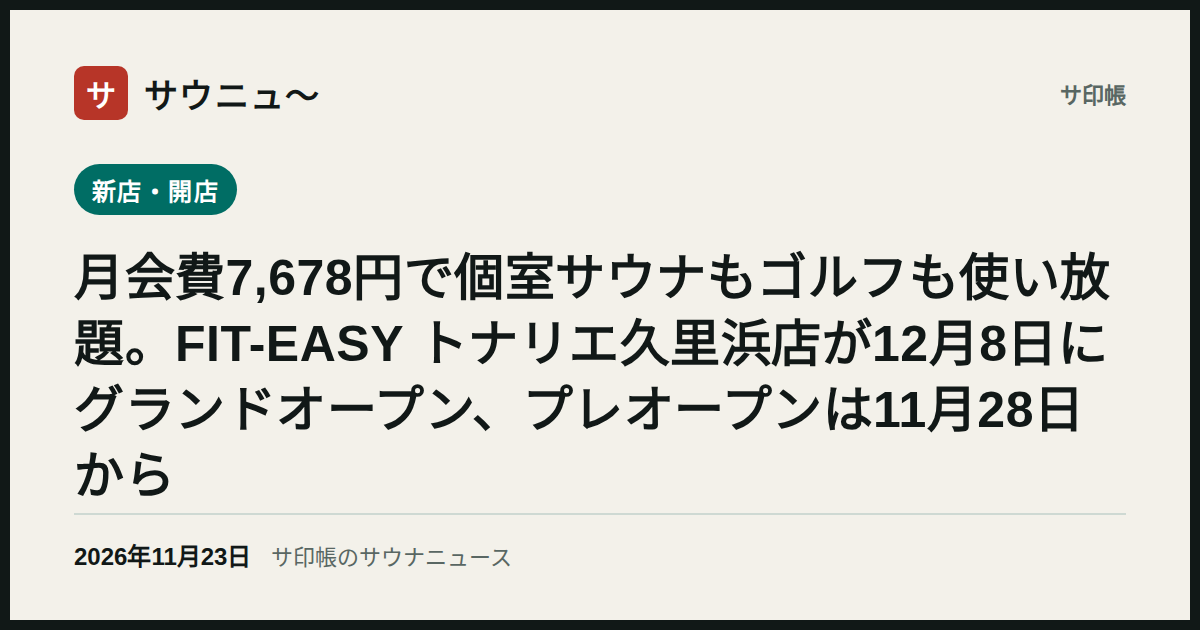 サ サウニュ〜
サ印帳
新店・開店
月会費7,678円で個室サウナもゴルフも使い放
題。FIT-EASY トナリエ久里浜店が12月8日に
グランドオープン、プレオープンは11月28日
から
2026年11月23日 サ印帳のサウナニュース